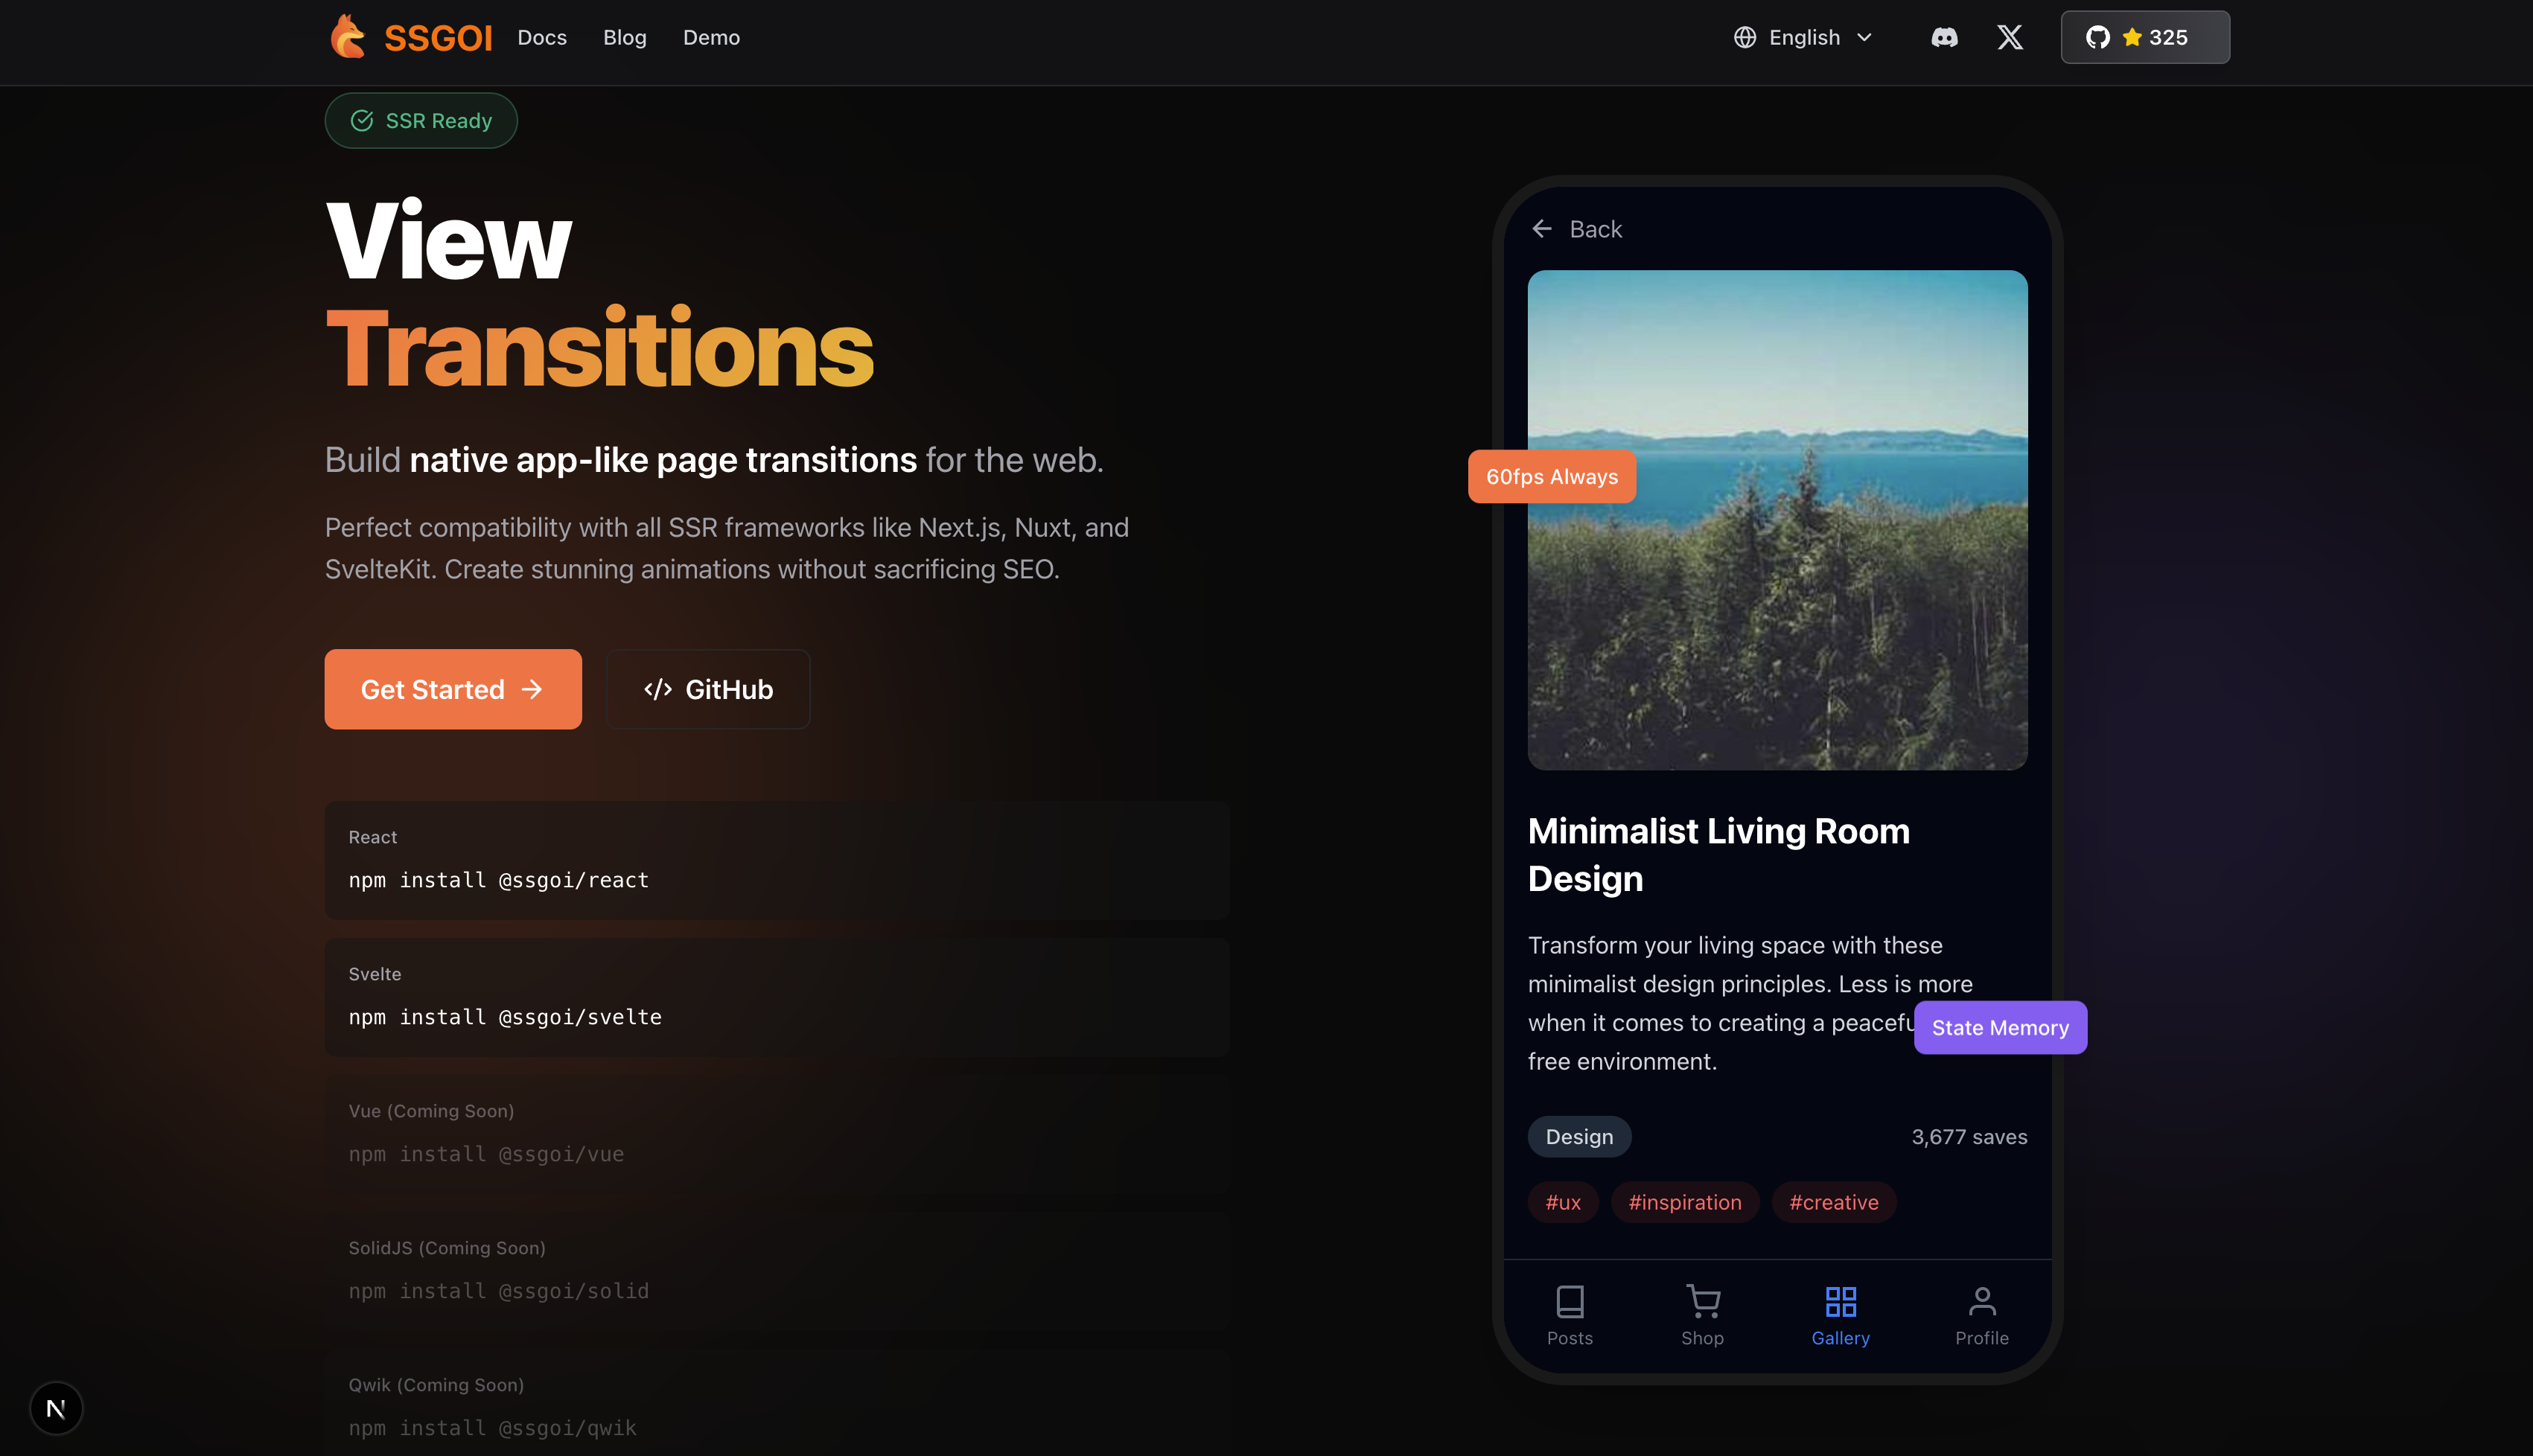 SSGOI
Docs
Blog
Demo
English
325
SSR Ready
View
Transitions
Build native app-like page transitions for the web.
Perfect compatibility with all SSR frameworks like Next.js, Nuxt, and
SvelteKit. Create stunning animations without sacrificing SEO.
Get Started
GitHub
React
npm install @ssgoi/react
Svelte
npm install @ssgoi/svelte
Vue (Coming Soon)
npm install @ssgoi/vue
SolidJS (Coming Soon)
npm install @ssgoi/solid
Qwik (Coming Soon)
npm install @ssgoi/qwik
N
Back
60fps Always
Minimalist Living Room
Design
Transform your living space with these
minimalist design principles. Less is more
when it comes to creating a peacefu
State Memory
free environment.
Design
3,677 saves
#ux
#inspiration
#creative
Posts
Shop
Gallery
Profile